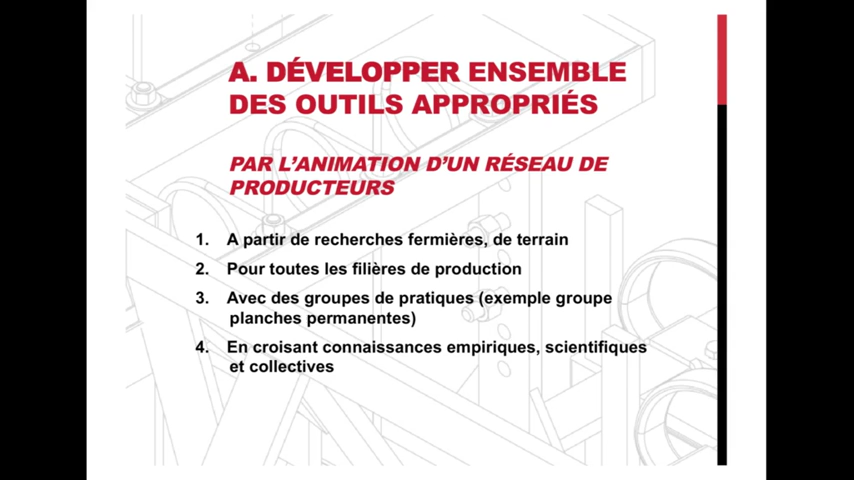 A. DÉVELOPPER ENSEMBLE
DES OUTILS APPROPRIÉS
PAR L'ANIMATION D'UN RÉSEAU DE
PRODUCTEURS
1. A partir de recherches fermières, de terrain
2. Pour toutes les filières de production
3. Avec des groupes de pratiques (exemple groupe
planches permanentes)
4. En croisant connaissances empiriques, scientifiques
et collectives